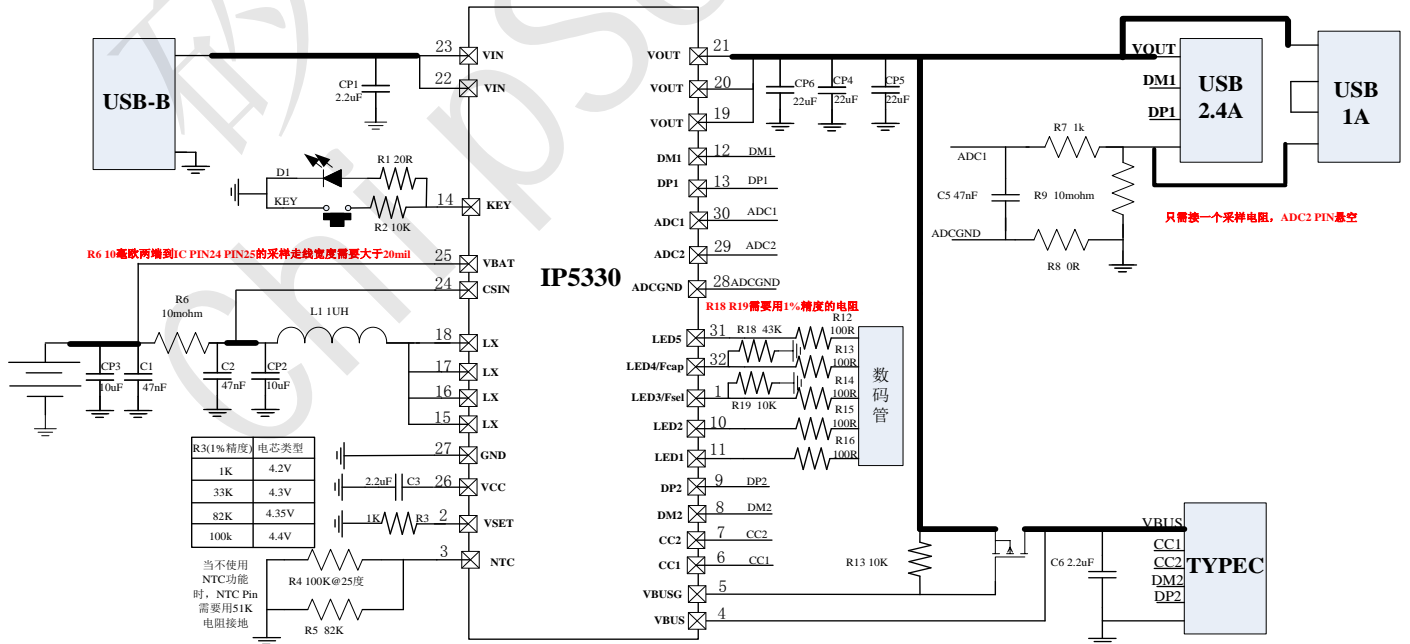 USB-B
CP1
2.2uF
23
VIN
22
VIN
D1
R1 20R
KEY
R2 10K
14
KEY
R6 10毫欧两端到IC PIN24 PIN25的采样走线宽度需要大于20mil
25
VBAT
24
CSIN
R6
10mohm
L1 1UH
CP3
10uF
C1
47nF
C2
47nF
CP2
10uF
18
LX
17
LX
16
LX
15
LX
27
GND
2.2uF
C3
26
VCC
1K
R3
2
VSET
3
NTC
R3(1%精度) 电芯类型
1K 4.2V
33K 4.3V
82K 4.35V
100k 4.4V
当不使用
NTC功能
时，NTC Pin
需要用51K
电阻接地
R4 100K@25度
R5 82K
IP5330
VOUT
21
VOUT
20
VOUT
19
CP6
22uF
CP4
22uF
CP5
22uF
DM1
12
DM1
DP1
13
DP1
ADC1
30
ADC1
ADC2
29
ADC2
ADCGND
28
ADCGND
R18 R19需要用1%精度的电阻
LED5
31
R18 43K
R12
100R
LED4/Fcap
32
R13
100R
LED3/Fsel
1
R19 10K
R14
100R
LED2
10
R15
100R
LED1
11
R16
100R
数
码
管
DP2
9
DP2
DM2
8
DM2
CC2
7
CC2
CC1
6
CC1
VBUSG
5
VBUS
4
R13 10K
C6 2.2uF
VOUT
DM1
DP1
USB
2.4A
USB
1A
ADC1
R7 1k
C5 47nF
R9 10mohm
ADCGND
R8 0R
只需接一个采样电阻，ADC2 PIN悬空
VBUS
CC1
CC2
DM2
DP2
TYPEC